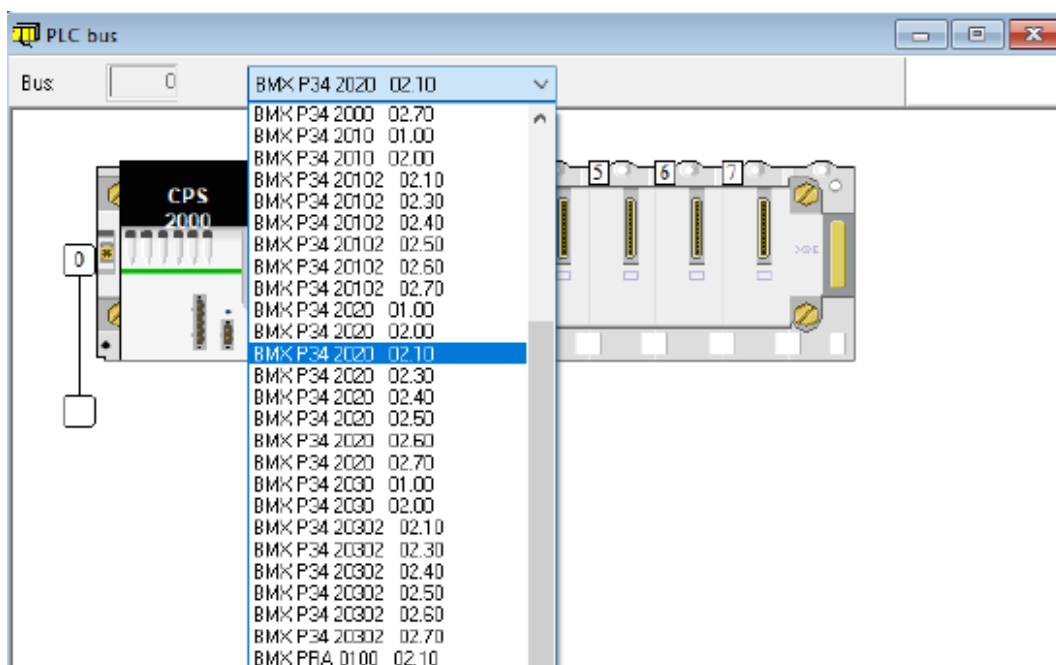 PLC bus
Bus: 0 BMX P34 2020 02.10
BMX P34 2000 02.70
BMX P34 2010 01.00
BMX P34 2010 02.00
BMX P34 20102 02.10
BMX P34 20102 02.30
BMX P34 20102 02.40
BMX P34 20102 02.50
BMX P34 20102 02.60
BMX P34 20102 02.70
BMX P34 2020 01.00
BMX P34 2020 02.00
BMX P34 2020 02.10
BMX P34 2020 02.30
BMX P34 2020 02.40
BMX P34 2020 02.50
BMX P34 2020 02.60
BMX P34 2020 02.70
BMX P34 2030 01.00
BMX P34 2030 02.00
BMX P34 20302 02.10
BMX P34 20302 02.30
BMX P34 20302 02.40
BMX P34 20302 02.50
BMX P34 20302 02.60
BMX P34 20302 02.70
BMX PRA 0100 02.10
CPS
2000
0
5 6 7